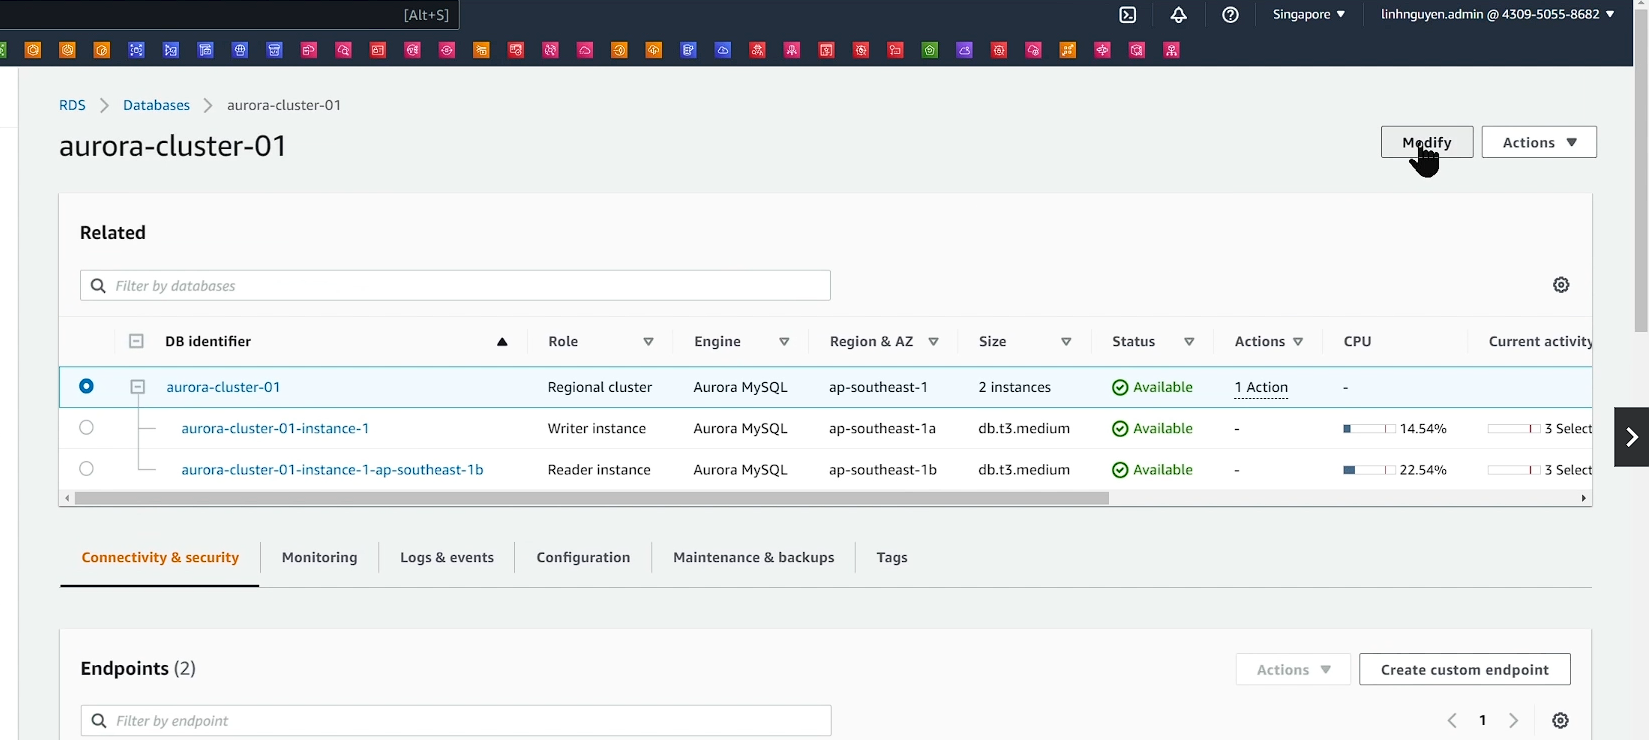 [Alt+S]
Singapore ▼
linhnguyen.admin @ 4309-5055-8682 ▼
RDS > Databases > aurora-cluster-01
aurora-cluster-01
Modify
Actions ▼
Related
Filter by databases
DB identifier Role Engine Region & AZ Size Status Actions CPU Current activity
aurora-cluster-01 Regional cluster Aurora MySQL ap-southeast-1 2 instances Available 1 Action -
aurora-cluster-01-instance-1 Writer instance Aurora MySQL ap-southeast-1a db.t3.medium Available - 14.54% 3 Select
aurora-cluster-01-instance-1-ap-southeast-1b Reader instance Aurora MySQL ap-southeast-1b db.t3.medium Available - 22.54% 3 Select
Connectivity & security Monitoring Logs & events Configuration Maintenance & backups Tags
Endpoints (2)
Actions ▼
Create custom endpoint
Filter by endpoint
1